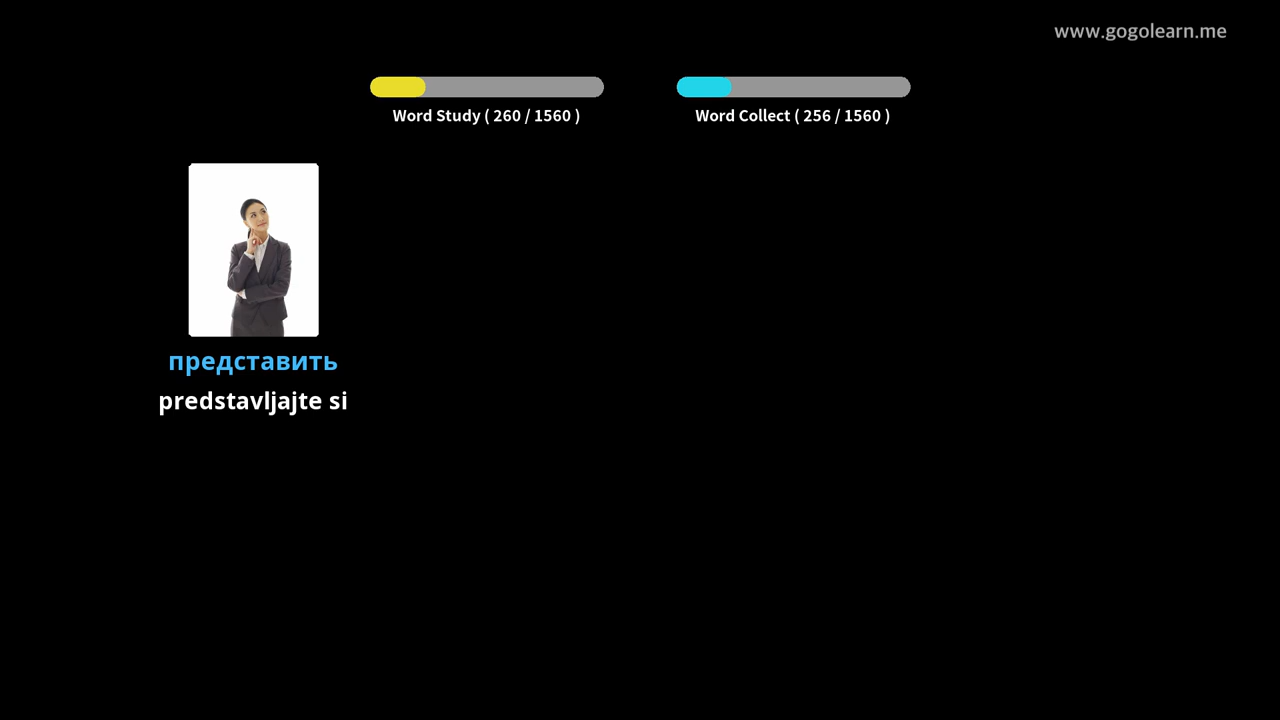 www.gogolearn.me
Word Study ( 260 / 1560 )
Word Collect ( 256 / 1560 )
представить
predstavljajte si